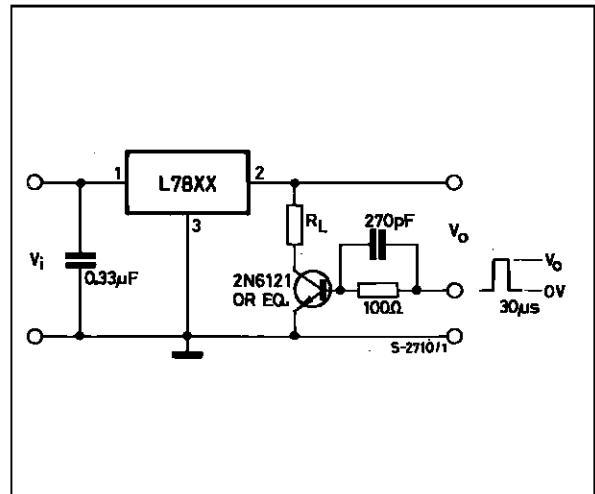 1
L78XX
2
3
Vi
0.33µF
RL
270pF
Vo
2N6121
OR EQ.
100Ω
Vo
0V
30µs
S-2710/1